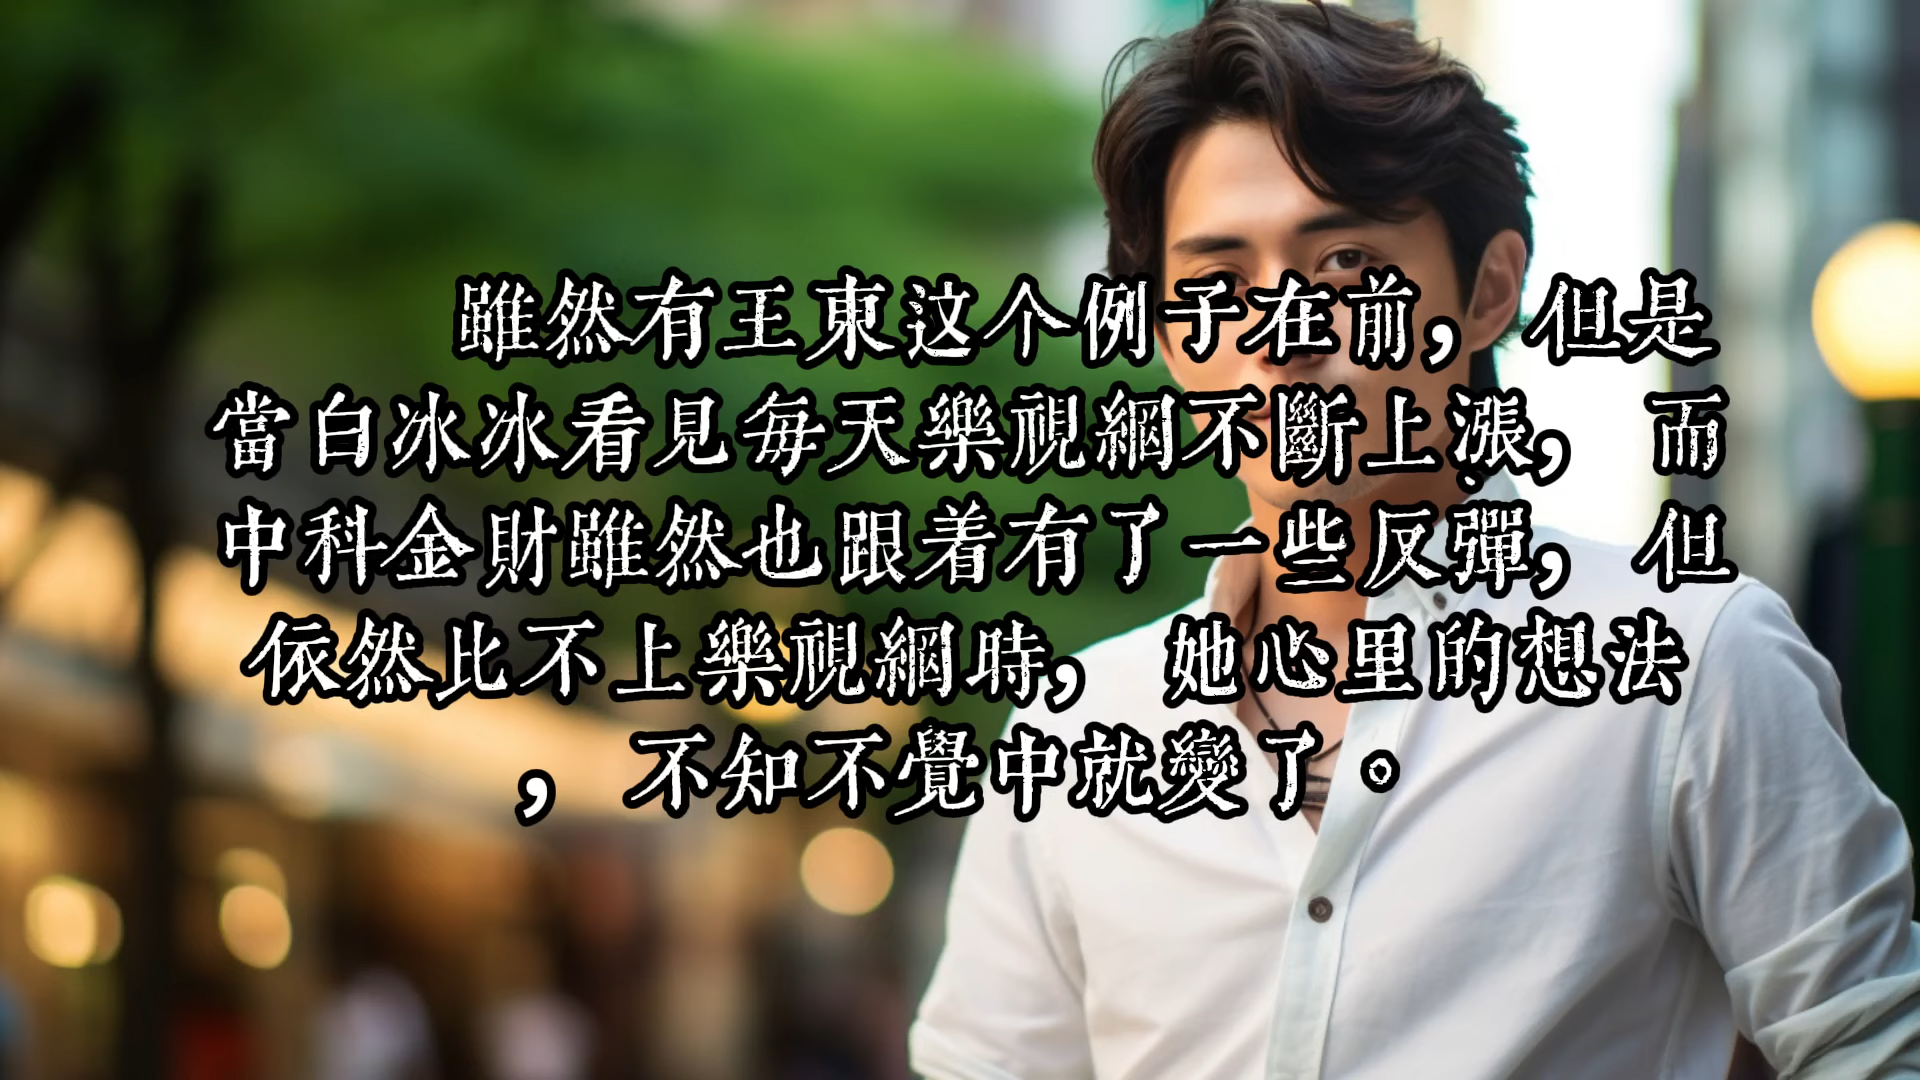 雖然有王東这个例子在前，但是
當白冰冰看見每天樂視網不斷上漲，而
中科金財雖然也跟着有了一些反彈，但
依然比不上樂視網時，她心里的想法
，不知不覺中就變了。